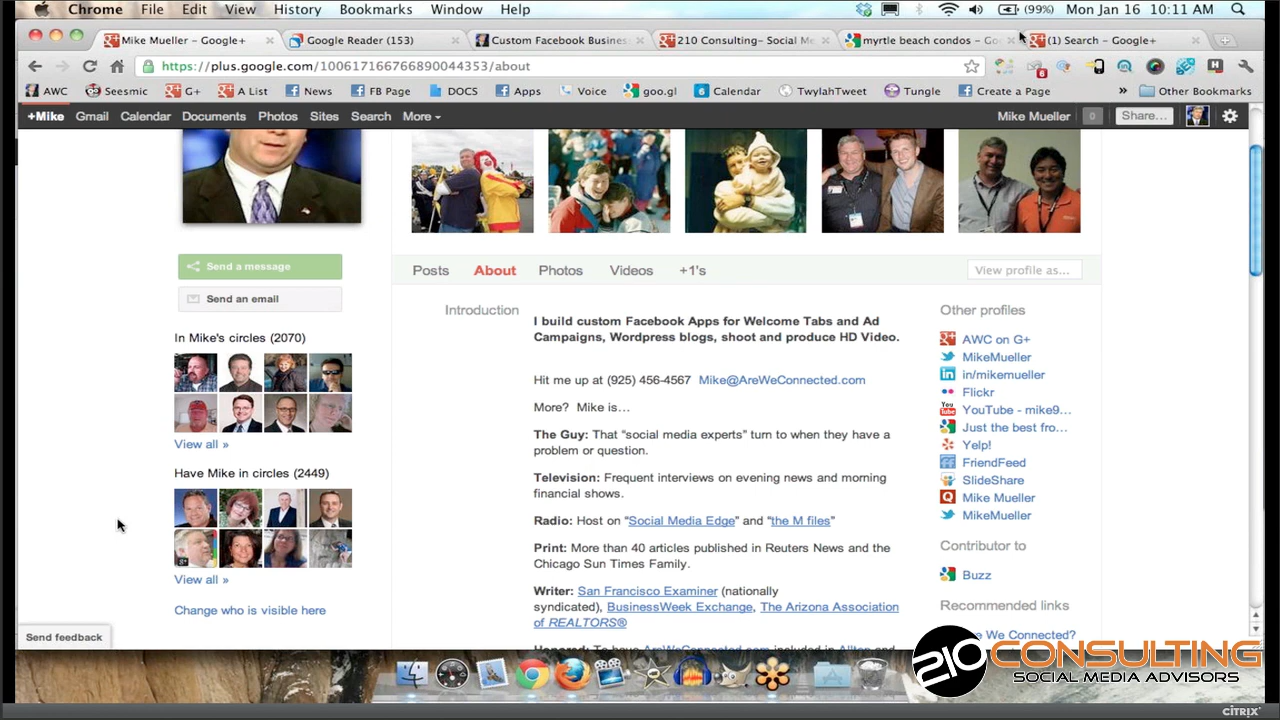 Chrome File Edit View History Bookmarks Window Help (99%) Mon Jan 16 10:11 AM
Mike Mueller – Google+ Google Reader (153) Custom Facebook Busines 210 Consulting– Social Me myrtle beach condos – Go (1) Search – Google+
https://plus.google.com/100617166766890044353/about 6
AWC Seesmic G+ A List News FB Page DOCS Apps Voice goo.gl 6 Calendar TwylahTweet Tungle Create a Page » Other Bookmarks
+Mike Gmail Calendar Documents Photos Sites Search More Mike Mueller 0 Share...
Send a message
Posts About Photos Videos +1's View profile as...
Send an email
Introduction
Other profiles
I build custom Facebook Apps for Welcome Tabs and Ad
Campaigns, Wordpress blogs, shoot and produce HD Video.
In Mike's circles (2070)
AWC on G+
MikeMueller
Hit me up at (925) 456-4567 Mike@AreWeConnected.com
in/mikemueller
Flickr
More? Mike is…
YouTube - mike9...
The Guy: That “social media experts” turn to when they have a
problem or question.
Just the best fro...
View all »
Yelp!
FriendFeed
Have Mike in circles (2449)
Television: Frequent interviews on evening news and morning
financial shows.
SlideShare
Mike Mueller
MikeMueller
Radio: Host on “Social Media Edge” and “the M files”
Contributor to
Print: More than 40 articles published in Reuters News and the
Chicago Sun Times Family.
Buzz
View all »
Writer: San Francisco Examiner (nationally
syndicated), BusinessWeek Exchange, The Arizona Association
of REALTORS®
Recommended links
Change who is visible here
Send feedback
We Connected?
210 CONSULTING
SOCIAL MEDIA ADVISORS
CITRIX